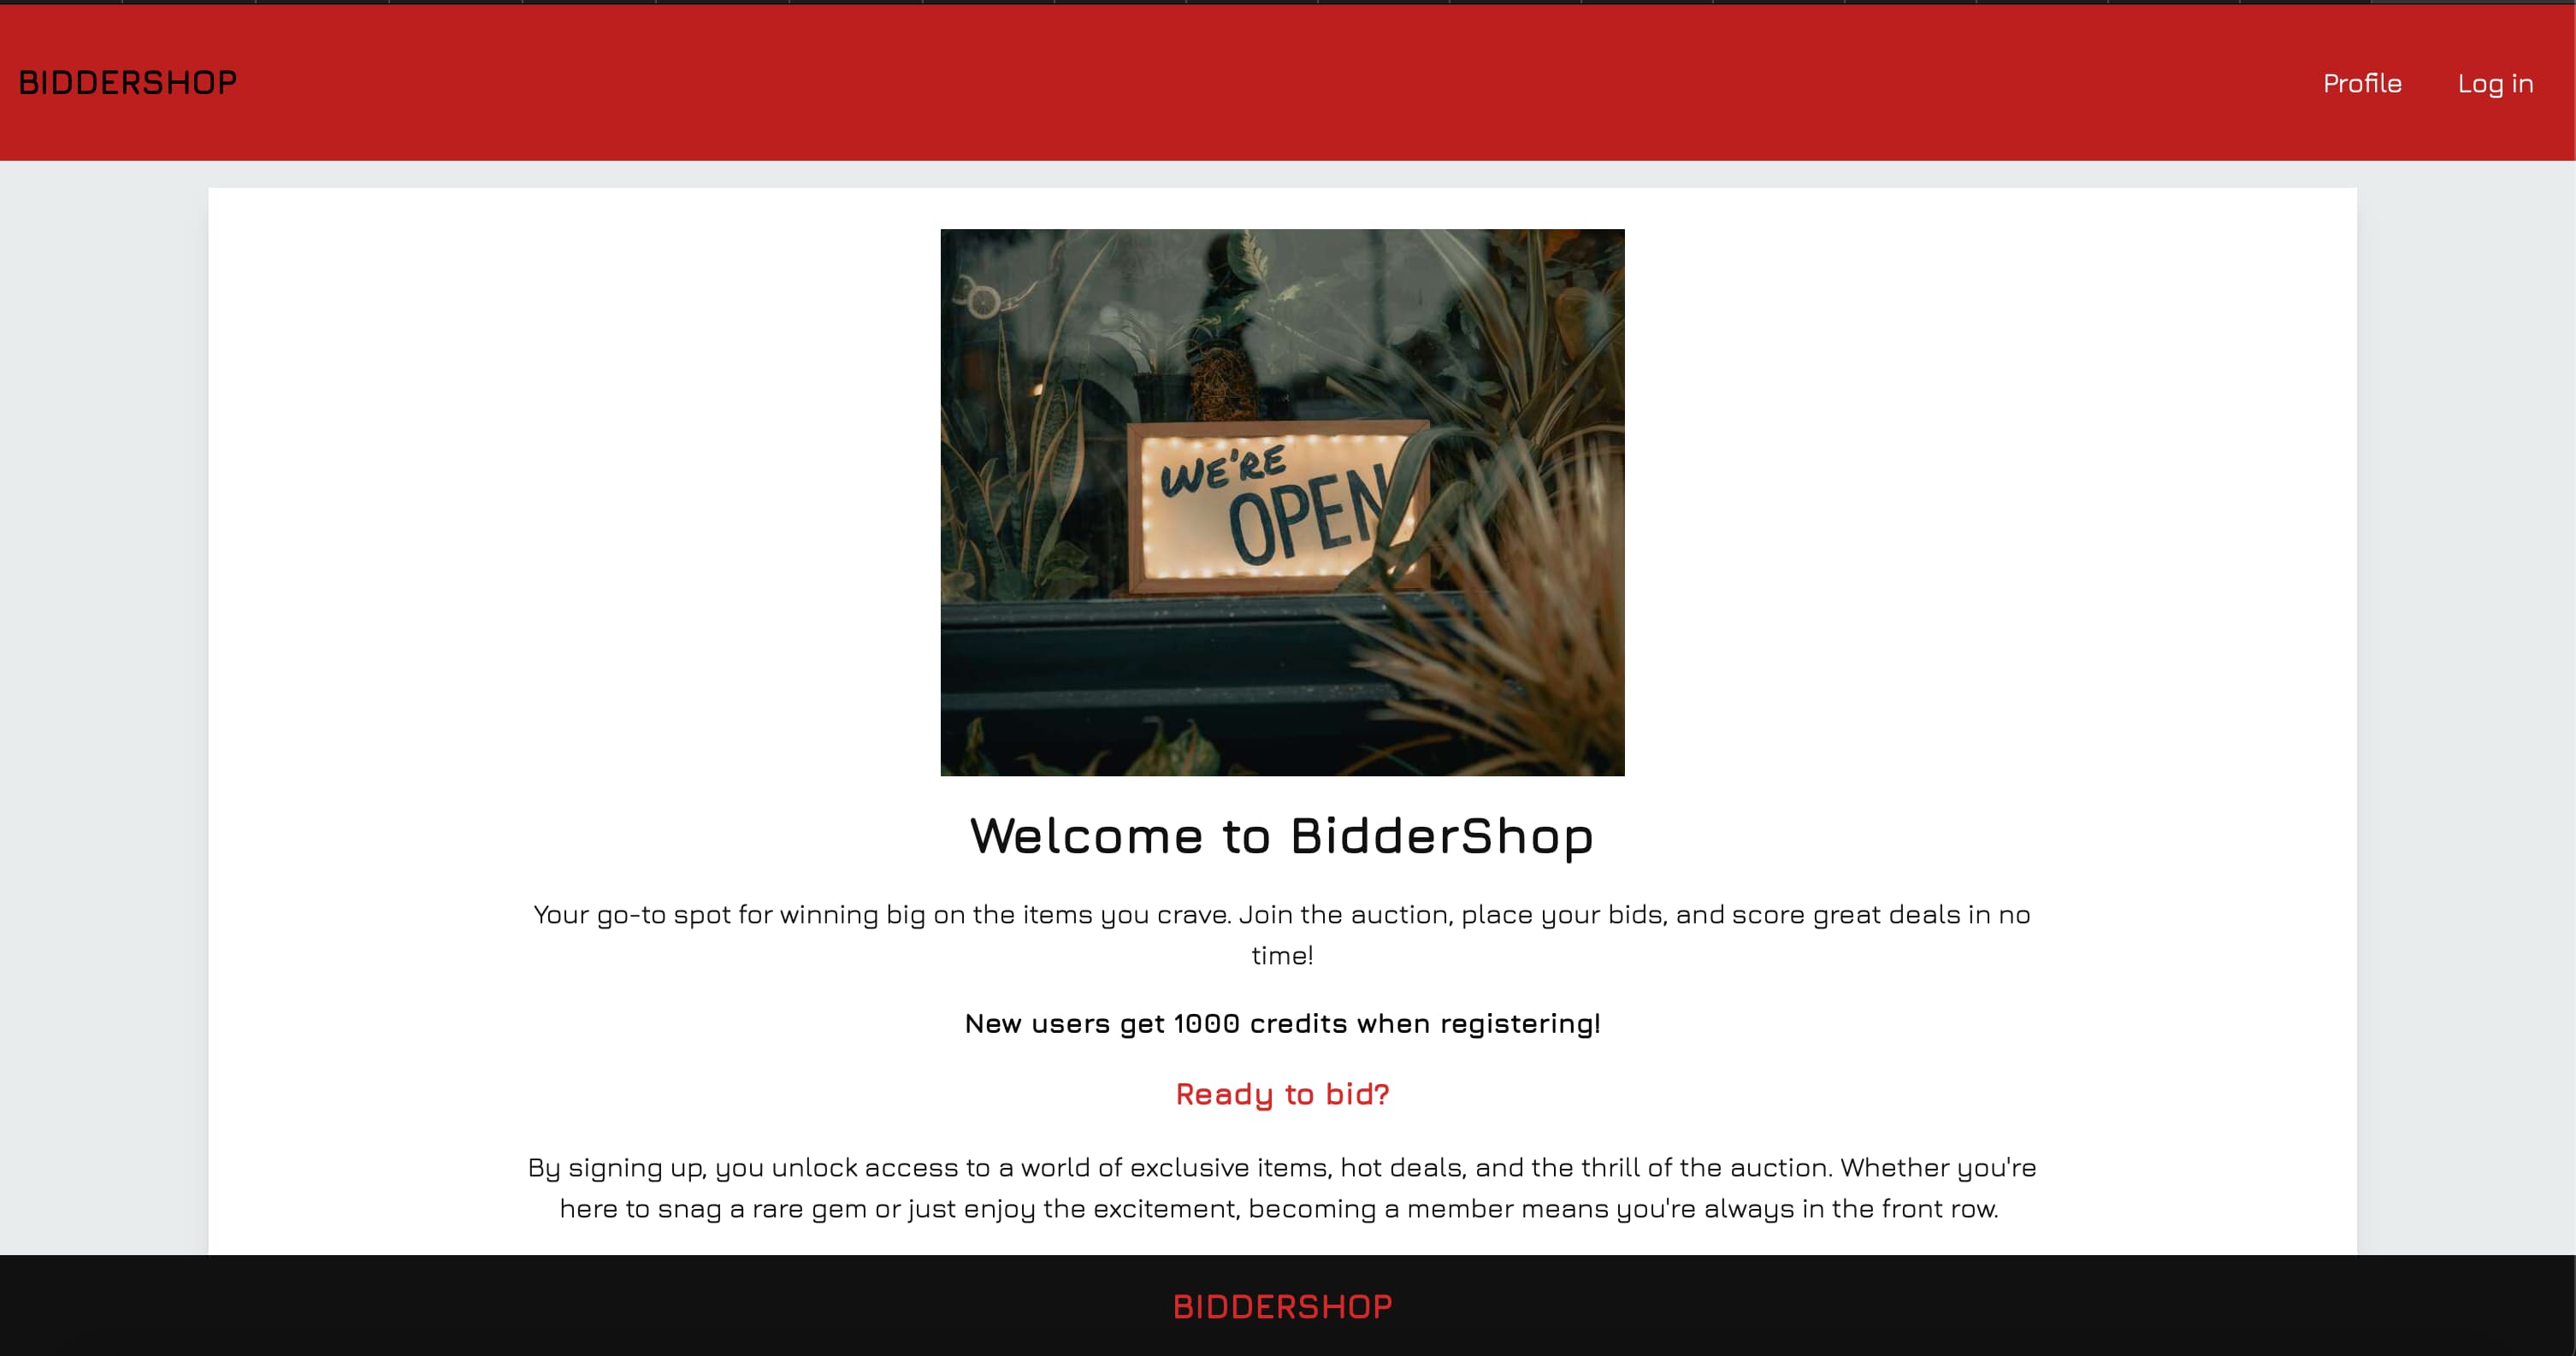 BIDDERSHOP
Profile
Log in
WE'RE
OPEN
Welcome to BidderShop
Your go-to spot for winning big on the items you crave. Join the auction, place your bids, and score great deals in no
time!
New users get 1000 credits when registering!
Ready to bid?
By signing up, you unlock access to a world of exclusive items, hot deals, and the thrill of the auction. Whether you're
here to snag a rare gem or just enjoy the excitement, becoming a member means you're always in the front row.
BIDDERSHOP